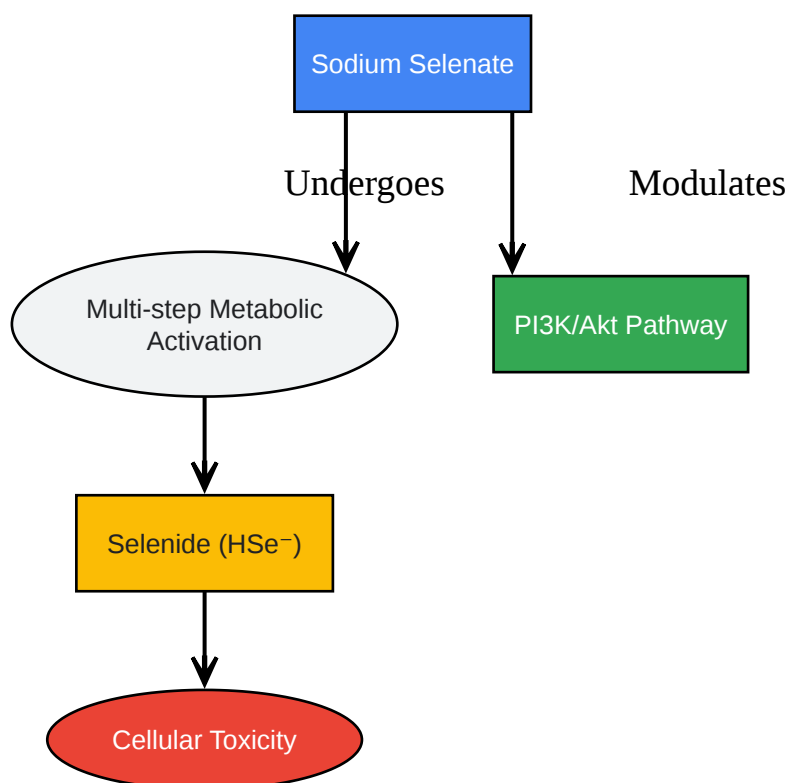 Sodium Selenate
Undergoes
Modulates
Multi-step Metabolic
Activation
PI3K/Akt Pathway
Selenide (HSe⁻)
Cellular Toxicity